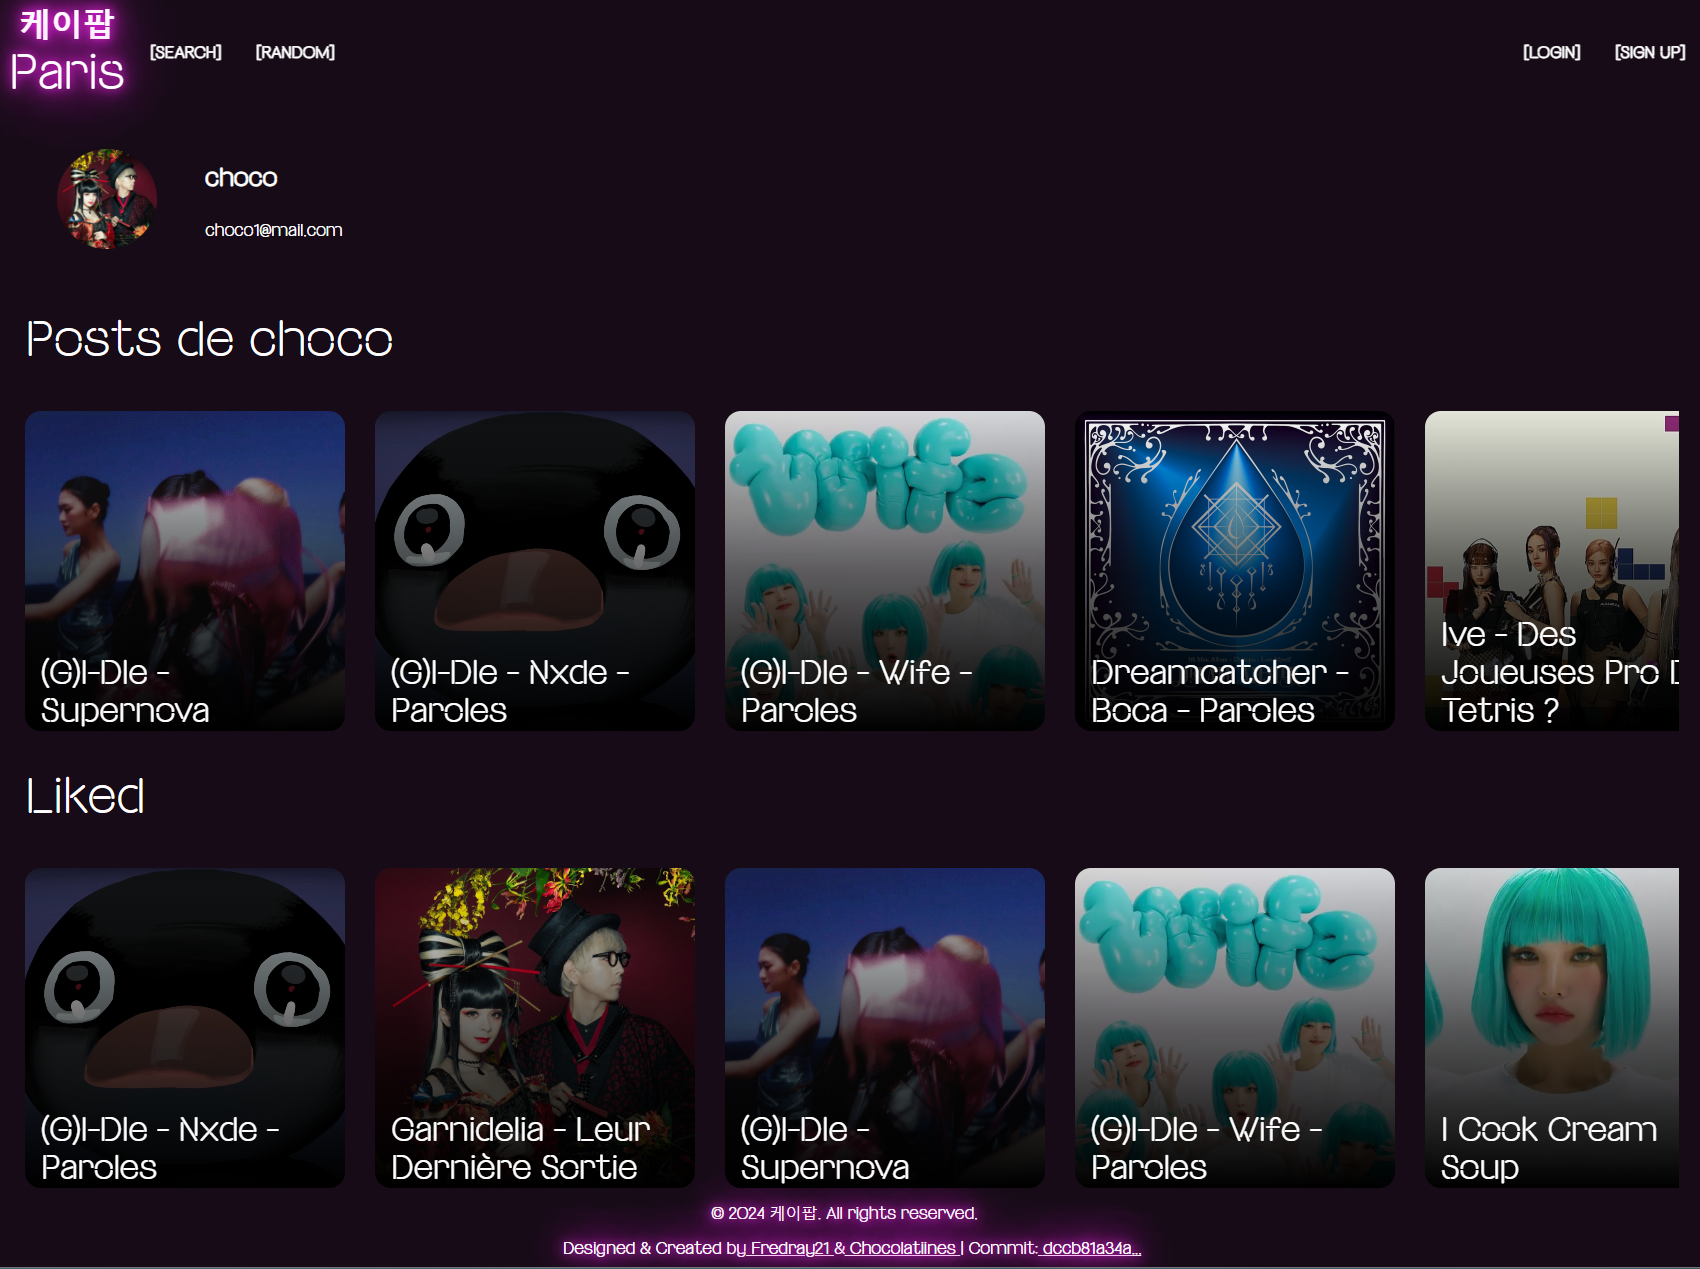 케이팝
Paris
[SEARCH] [RANDOM] [LOGIN] [SIGN UP]
choco
choco1@mail.com
Posts de choco
(G)I-Dle -
Supernova
(G)I-Dle - Nxde -
Paroles
wife
(G)I-Dle - Wife -
Paroles
Dreamcatcher -
Boca - Paroles
Ive - Des
Joueuses Pro D
Tetris ?
Liked
(G)I-Dle - Nxde -
Paroles
Garnidelia - Leur
Dernière Sortie
(G)I-Dle -
Supernova
wife
(G)I-Dle - Wife -
Paroles
I Cook Cream
Soup
© 2024 케이팝. All rights reserved.
Designed & Created by Fredray21 & Chocolatiines | Commit: dccb81a34a...